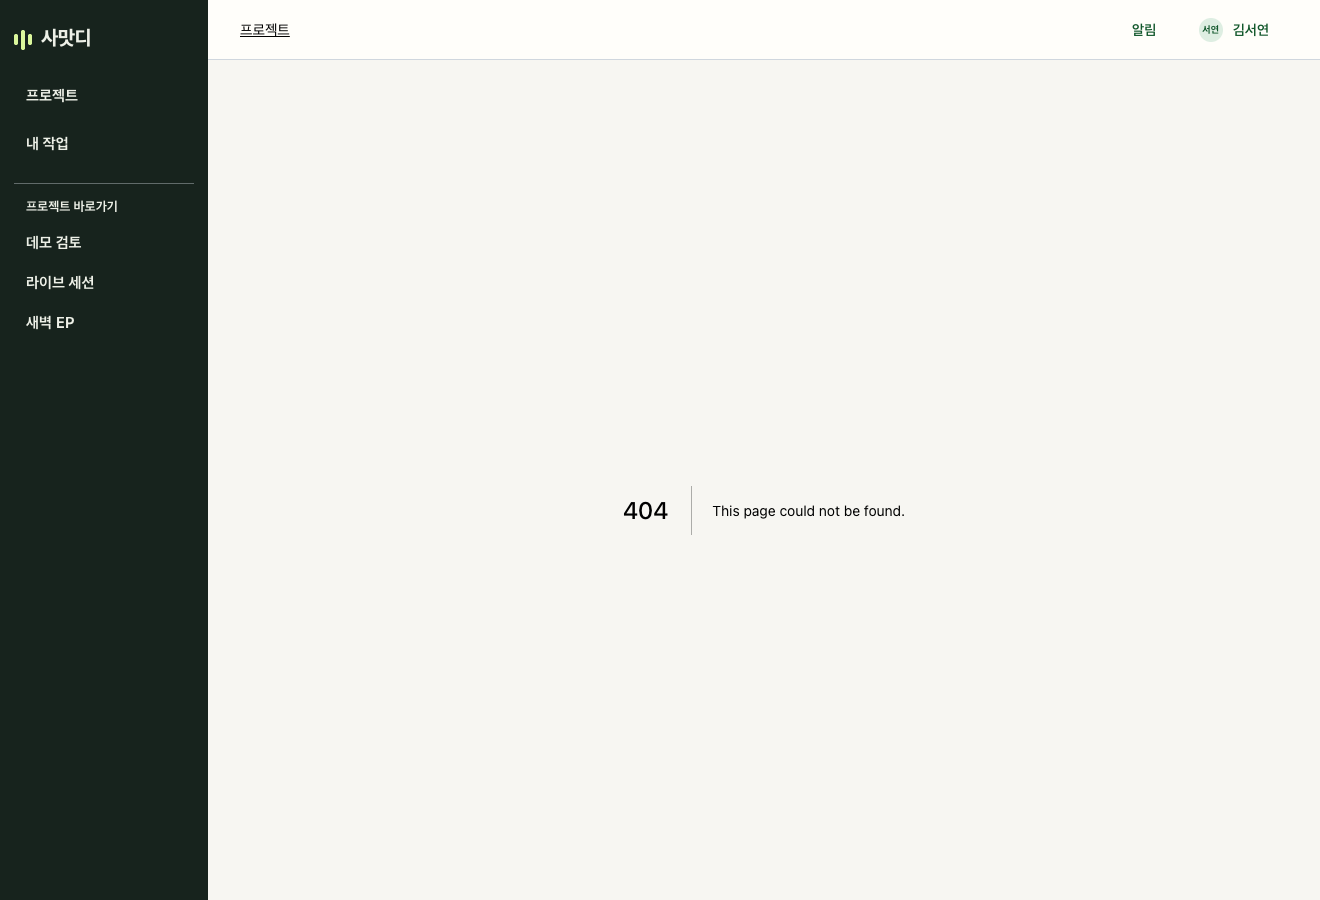 사맛디
프로젝트
내 작업
프로젝트 바로가기
데모 검토
라이브 세션
새벽 EP
프로젝트
알림
서연
김서연
404
This page could not be found.